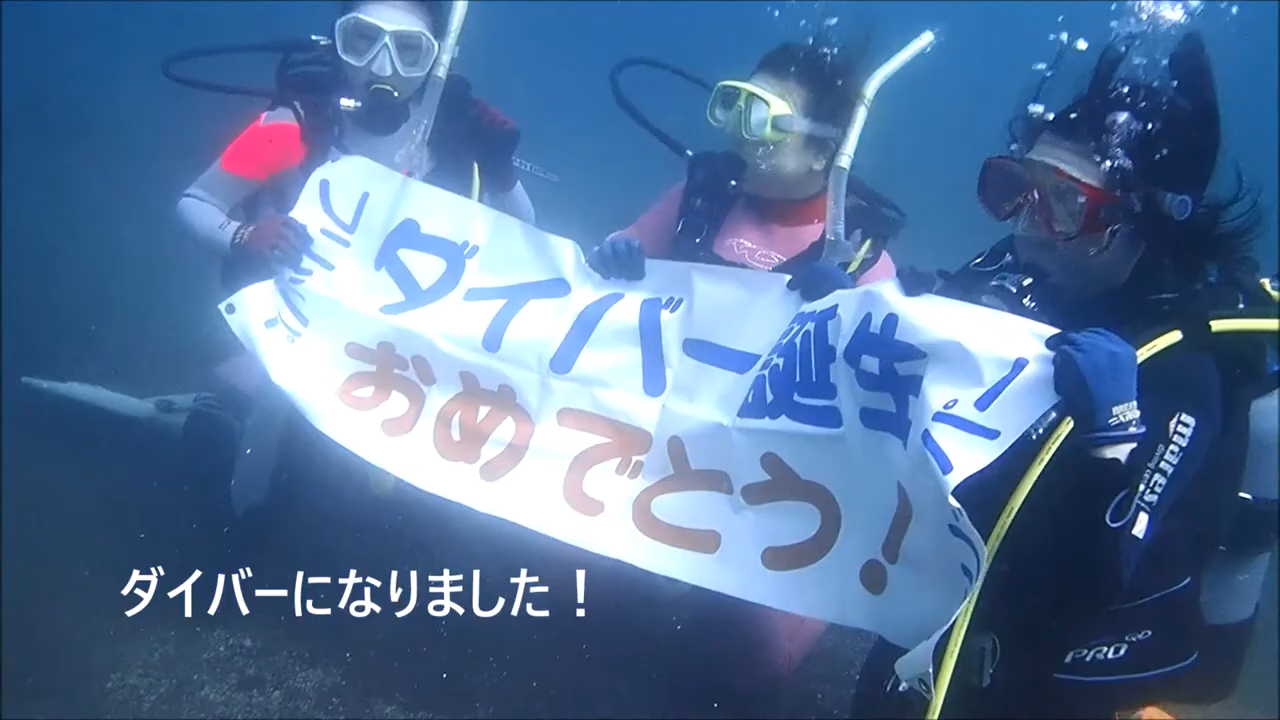 ダイバー誕生
おめでとう!
ダイバーになりました!
mares
PRO